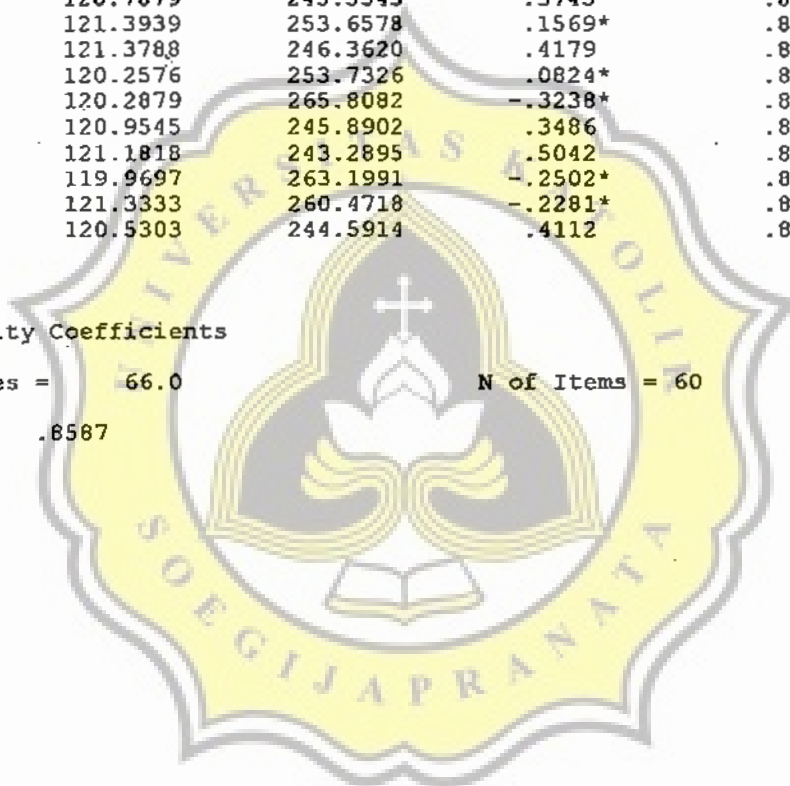 121.3939 253.6578 .1569* .8
121.3788 246.3620 .4179 .8
120.2576 253.7326 .0824* .8
120.2879 265.8082 -.3238* .8
120.9545 245.8902 .3486 .8
121.1818 243.2895 .5042 .8
119.9697 263.1991 -.2502* .8
121.3333 260.4718 -.2281* .8
120.5303 244.5914 .4112 .8
ity Coefficients
es = 66.0 N of Items = 60
.8587
UNIVERSITAS KATOLIK
SOEGIJAPRANATA